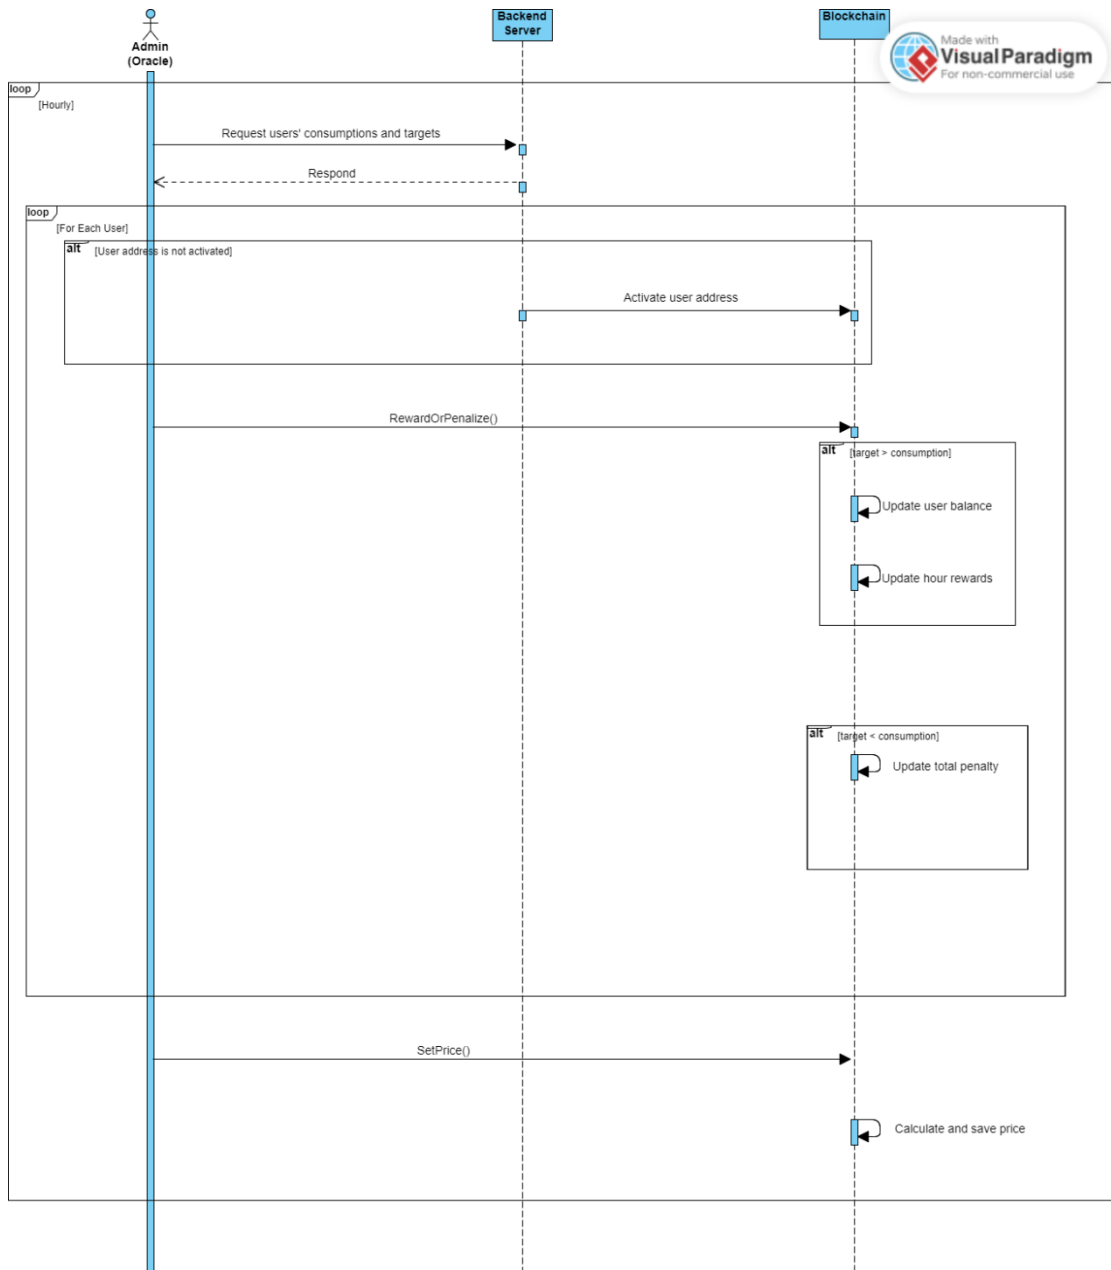 Backend
Server
Blockchain
Made with
Visual Paradigm
For non-commercial use
Admin
(Oracle)
loop
[Hourly]
Request users' consumptions and targets
Respond
loop
[For Each User]
alt
[User address is not activated]
Activate user address
RewardOrPenalize()
alt
[target > consumption]
Update user balance
Update hour rewards
alt
[target < consumption]
Update total penalty
SetPrice()
Calculate and save price